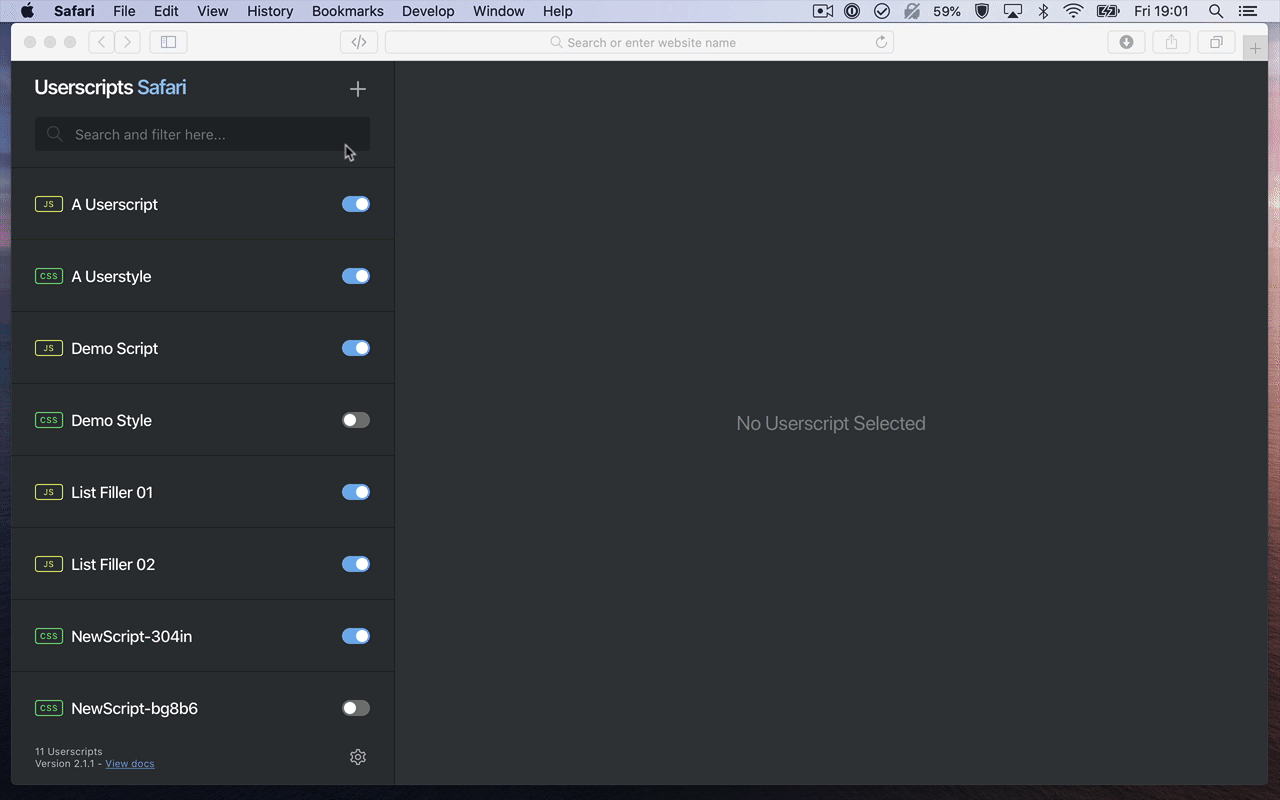 Safari File Edit View History Bookmarks Develop Window Help 59% Fri 19:01
Search or enter website name
Userscripts Safari
Search and filter here...
JS A Userscript
CSS A Userstyle
JS Demo Script
CSS Demo Style
No Userscript Selected
JS List Filler 01
JS List Filler 02
CSS NewScript-304in
CSS NewScript-bg8b6
11 Userscripts
Version 2.1.1 - View docs